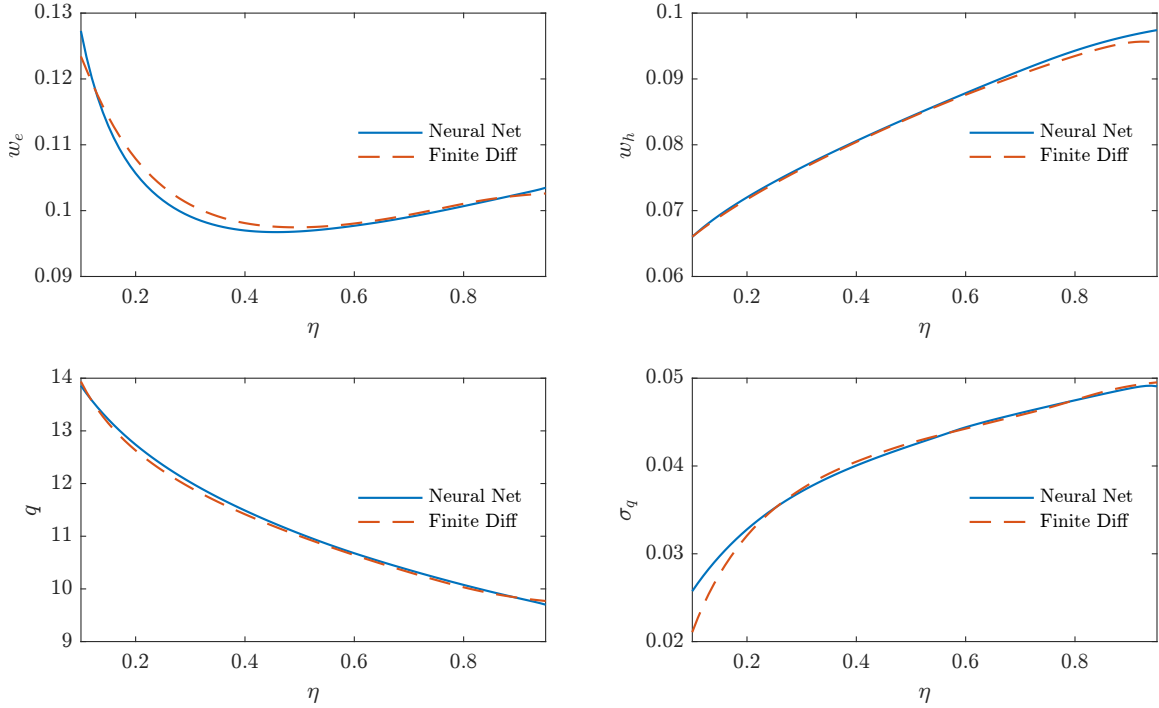 0.13
0.12
0.11
0.1
0.09
w_e
Neural Net
Finite Diff
0.2 0.4 0.6 0.8
η
0.1
0.09
0.08
0.07
0.06
w_h
Neural Net
Finite Diff
0.2 0.4 0.6 0.8
η
14
13
12
11
10
9
q
Neural Net
Finite Diff
0.2 0.4 0.6 0.8
η
0.05
0.04
0.03
0.02
σ_q
Neural Net
Finite Diff
0.2 0.4 0.6 0.8
η